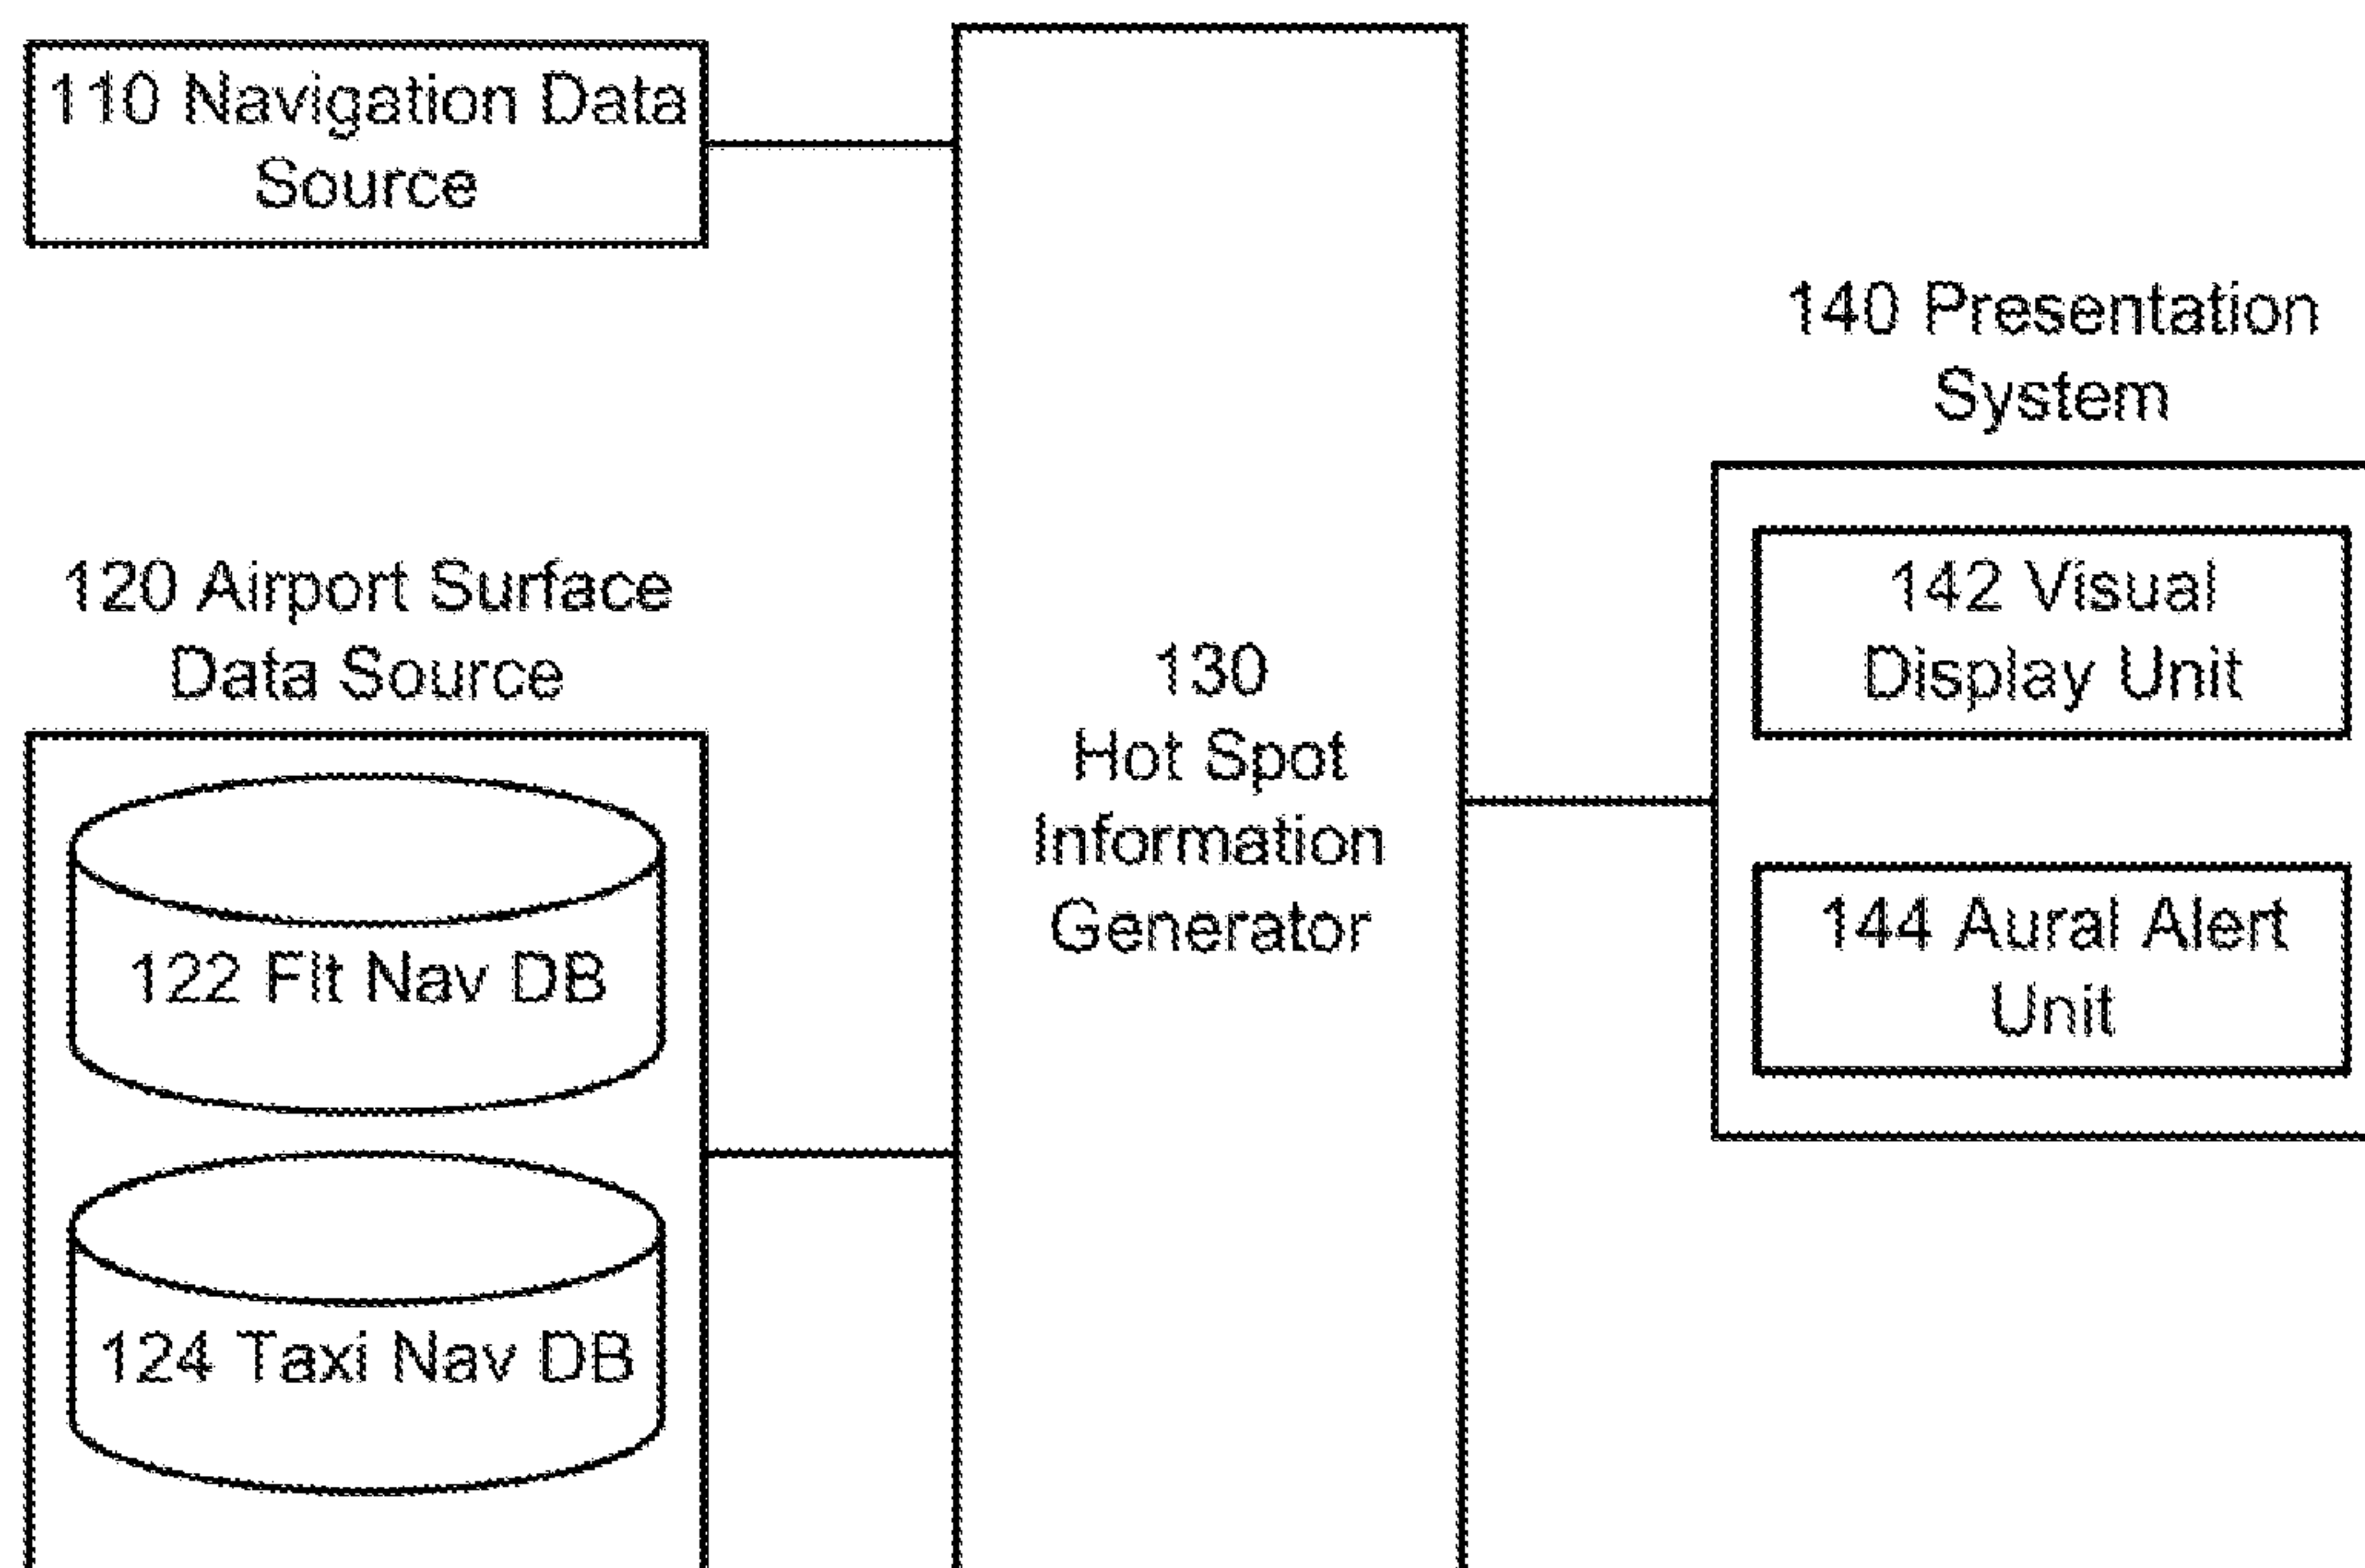 110 Navigation Data
Source
120 Airport Surface
Data Source
122 Flt Nav DB
124 Taxi Nav DB
130
Hot Spot
Information
Generator
140 Presentation
System
142 Visual
Display Unit
144 Aural Alert
Unit